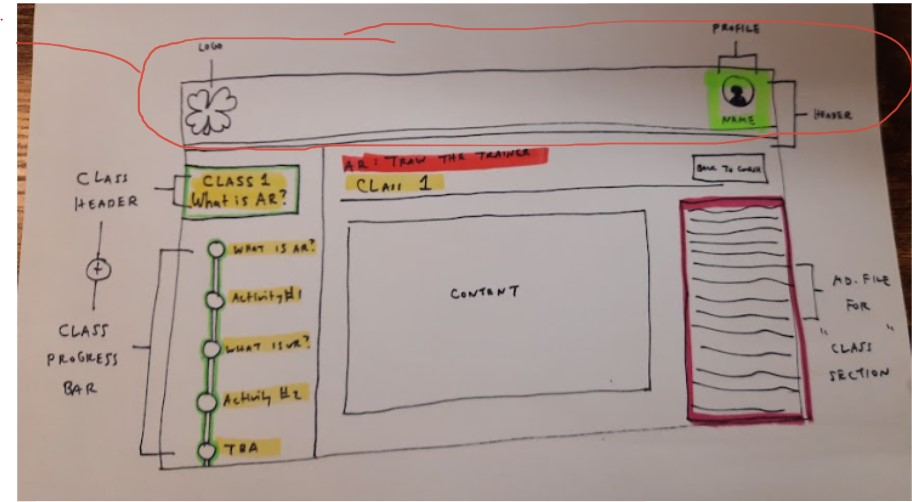 LOGO
PROFILE
NAME
HEADER
CLASS
HEADER
CLASS 1
What is AR?
AR: TRAIN THE TRAINER
CLASS 1
BACK TO
+
CLASS
PROGRESS
BAR
WHAT IS AR?
Activity #1
WHAT IS VR?
Activity #2
TBA
CONTENT
AD. FILE
FOR
"CLASS
SECTION"